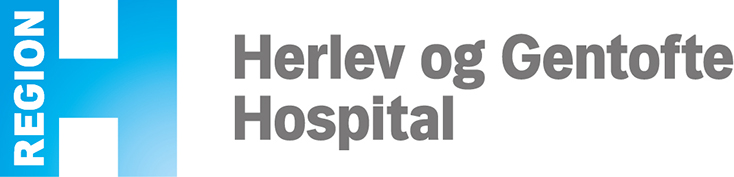 REGION
H
Herlev og Gentofte
Hospital